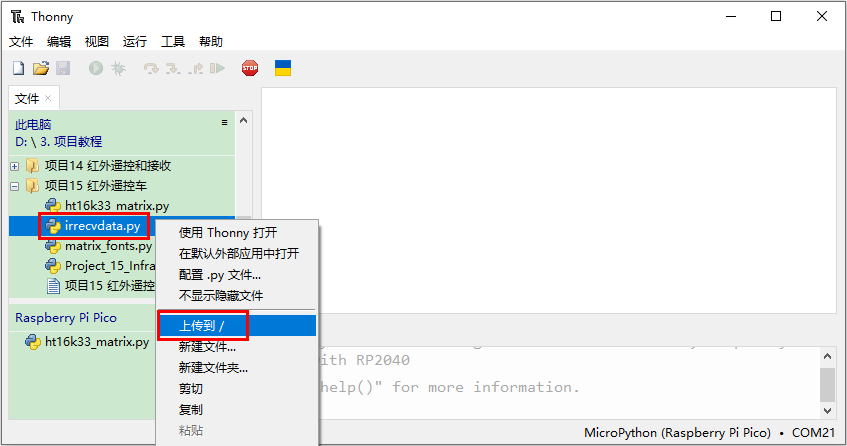 Thonny
文件 编辑 视图 运行 工具 帮助
STOP
文件 ×
此电脑
D: \ 3. 项目教程
项目14 红外遥控和接收
项目15 红外遥控车
ht16k33_matrix.py
irrecvdata.py
matrix_fonts.py
Project_15_Infra
项目15 红外遥控
Raspberry Pi Pico
ht16k33_matrix.py
使用 Thonny 打开
在默认外部应用中打开
配置 .py 文件...
不显示隐藏文件
上传到 /
新建文件...
新建文件夹...
剪切
复制
粘贴
ith RP2040
help()" for more information.
MicroPython (Raspberry Pi Pico) • COM21